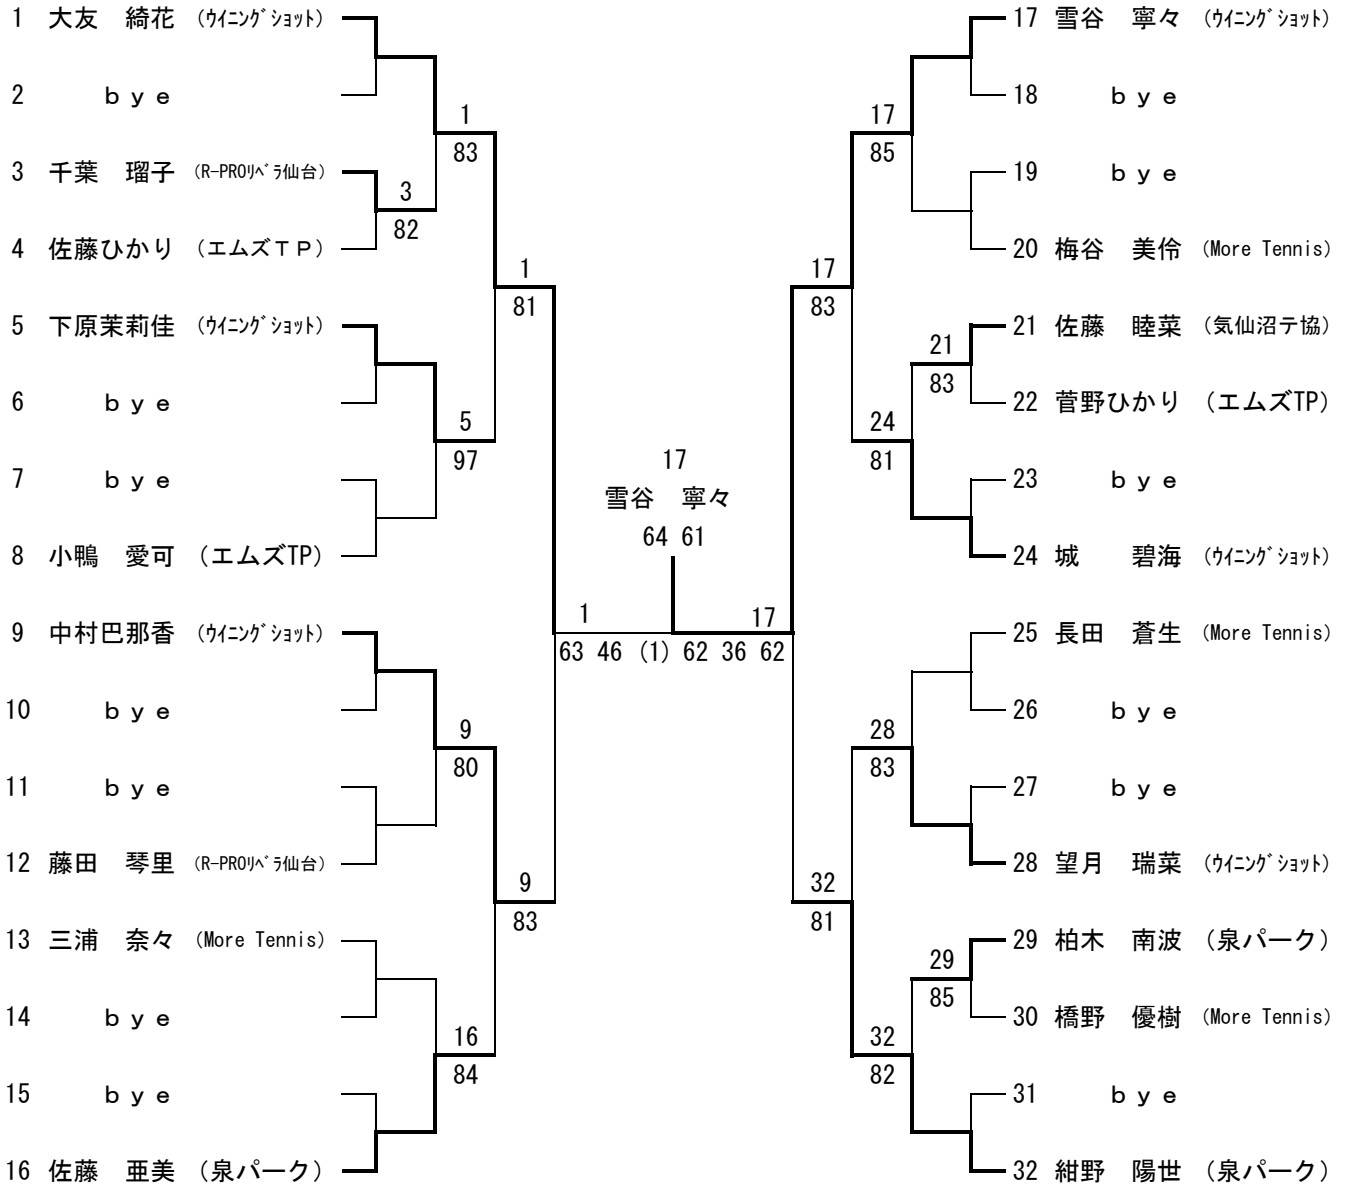 1 大友　綺花 (ｳｲﾆﾝｸﾞｼｮｯﾄ)
2 ｂｙｅ
1
83
3 千葉　瑠子 (R-PROﾘﾍﾞﾗ仙台)
3
82
4 佐藤ひかり (エムズＴＰ)
1
81
5 下原茉莉佳 (ｳｲﾆﾝｸﾞｼｮｯﾄ)
6 ｂｙｅ
5
97
7 ｂｙｅ
8 小鴨　愛可 (エムズTP)
9 中村巴那香 (ｳｲﾆﾝｸﾞｼｮｯﾄ)
10 ｂｙｅ
9
80
11 ｂｙｅ
12 藤田　琴里 (R-PROﾘﾍﾞﾗ仙台)
9
83
13 三浦　奈々 (More Tennis)
14 ｂｙｅ
16
84
15 ｂｙｅ
16 佐藤　亜美 (泉パーク)
17
雪谷　寧々
64 61
1 17
63 46 (1) 62 36 62
17 雪谷　寧々 (ｳｲﾆﾝｸﾞｼｮｯﾄ)
18 ｂｙｅ
17
85
19 ｂｙｅ
20 梅谷　美伶 (More Tennis)
17
83
21 佐藤　睦菜 (気仙沼テ協)
21
83
22 菅野ひかり (エムズTP)
24
81
23 ｂｙｅ
24 城　　碧海 (ｳｲﾆﾝｸﾞｼｮｯﾄ)
25 長田　蒼生 (More Tennis)
26 ｂｙｅ
28
83
27 ｂｙｅ
28 望月　瑞菜 (ｳｲﾆﾝｸﾞｼｮｯﾄ)
32
81
29 柏木　南波 (泉パーク)
29
85
30 橋野　優樹 (More Tennis)
32
82
31 ｂｙｅ
32 紺野　陽世 (泉パーク)